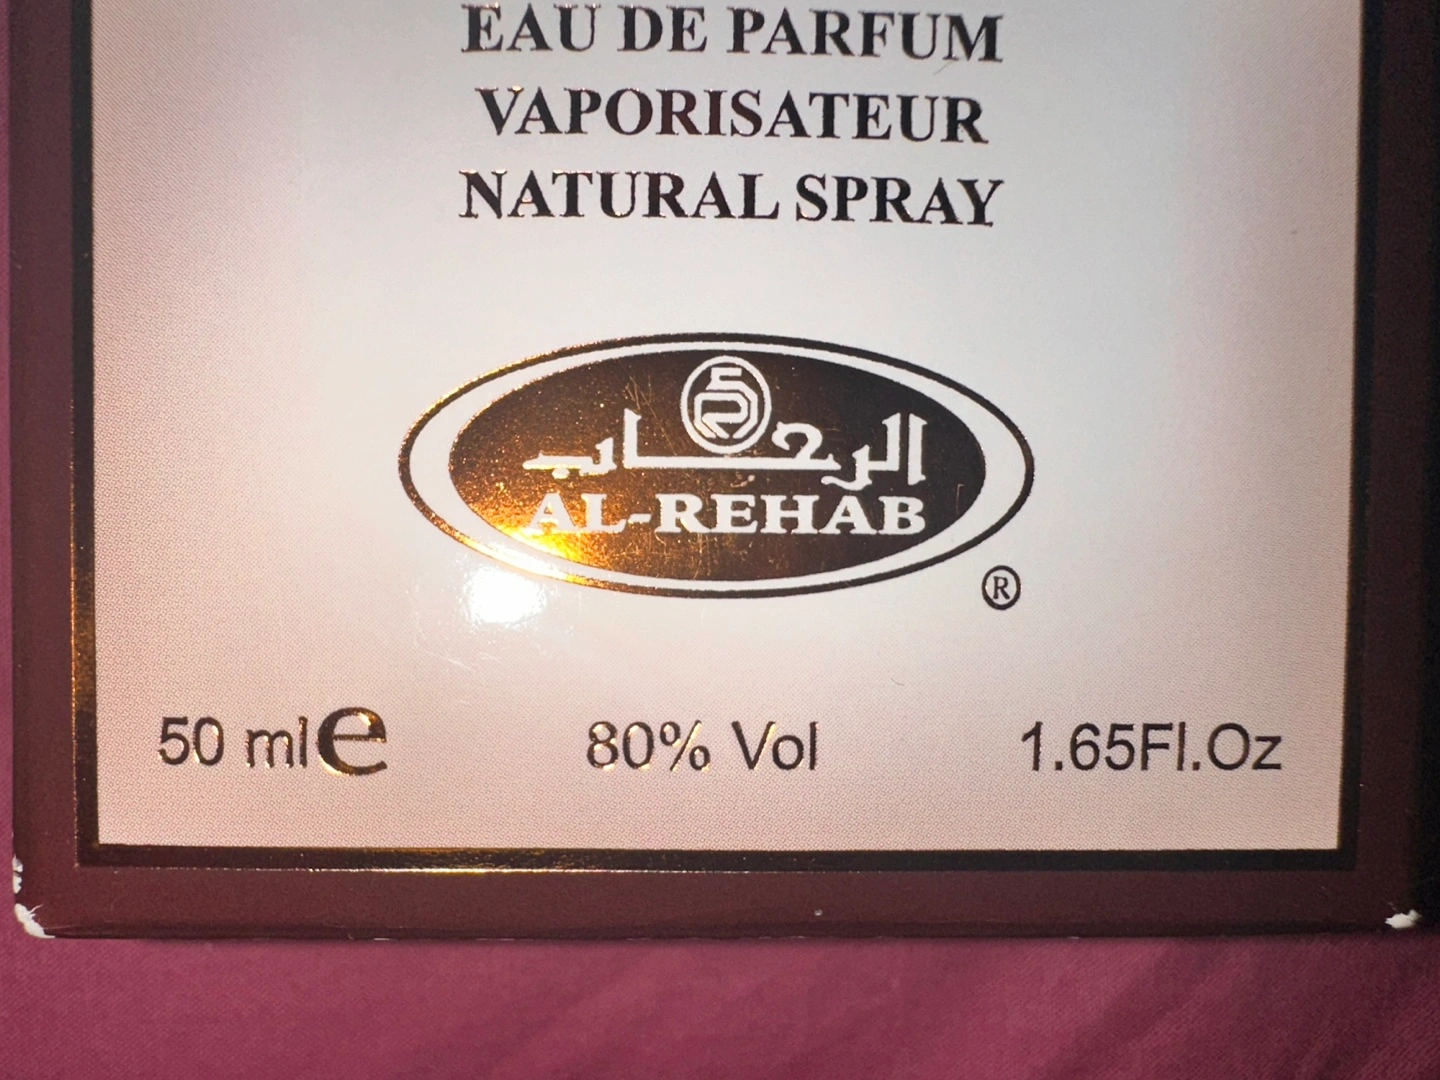 EAU DE PARFUM
VAPORISATEUR
NATURAL SPRAY
الرحاب
AL-REHAB
®
50 ml e 80% Vol 1.65Fl.Oz